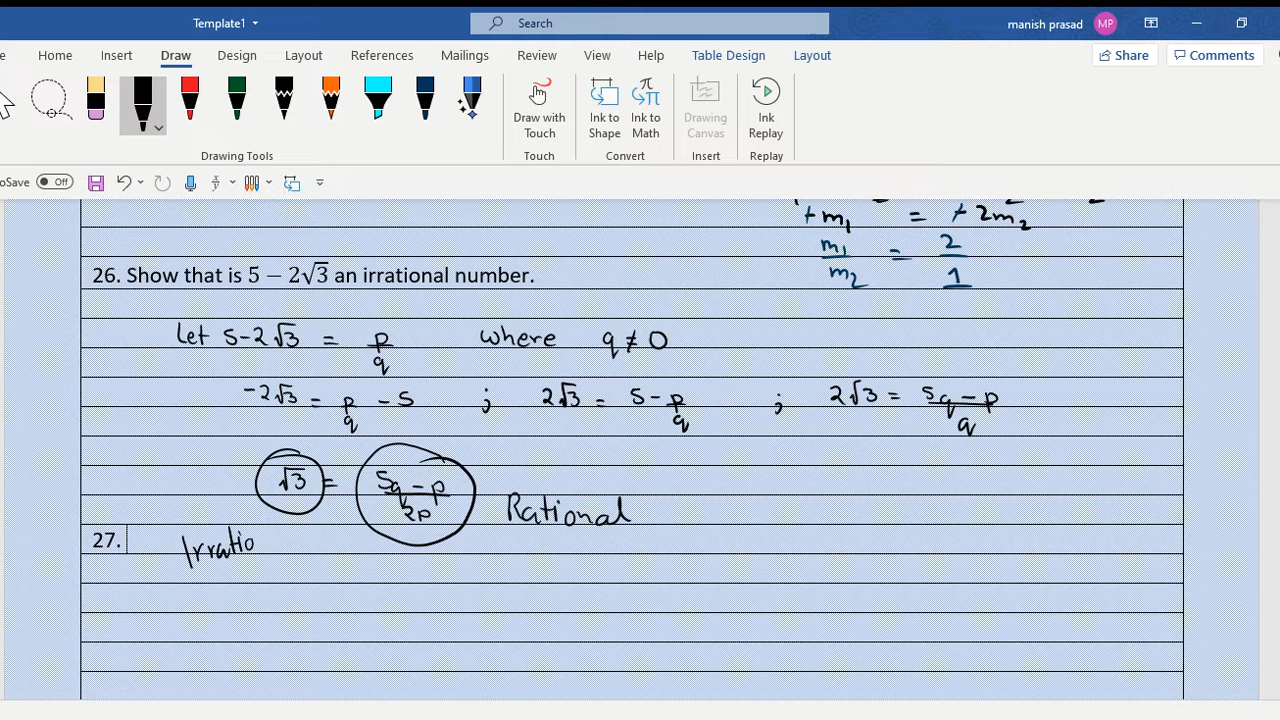 Template1
Search
manish prasad MP
Home Insert Draw Design Layout References Mailings Review View Help Table Design Layout Share Comments
Draw with Touch
Ink to Shape
Ink to Math
Drawing Canvas
Ink Replay
Drawing Tools Touch Convert Insert Replay
oSave Off
+m₁ = + 2m₂
m₁/m₂ = 2/1
26. Show that is 5 − 2√3 an irrational number.
Let 5-2√3 = p/q where q ≠ 0
-2√3 = p/q - 5 ; 2√3 = 5 - p/q ; 2√3 = 5q - p/q
√3 = 5q - p/2p Rational
27. Irratio